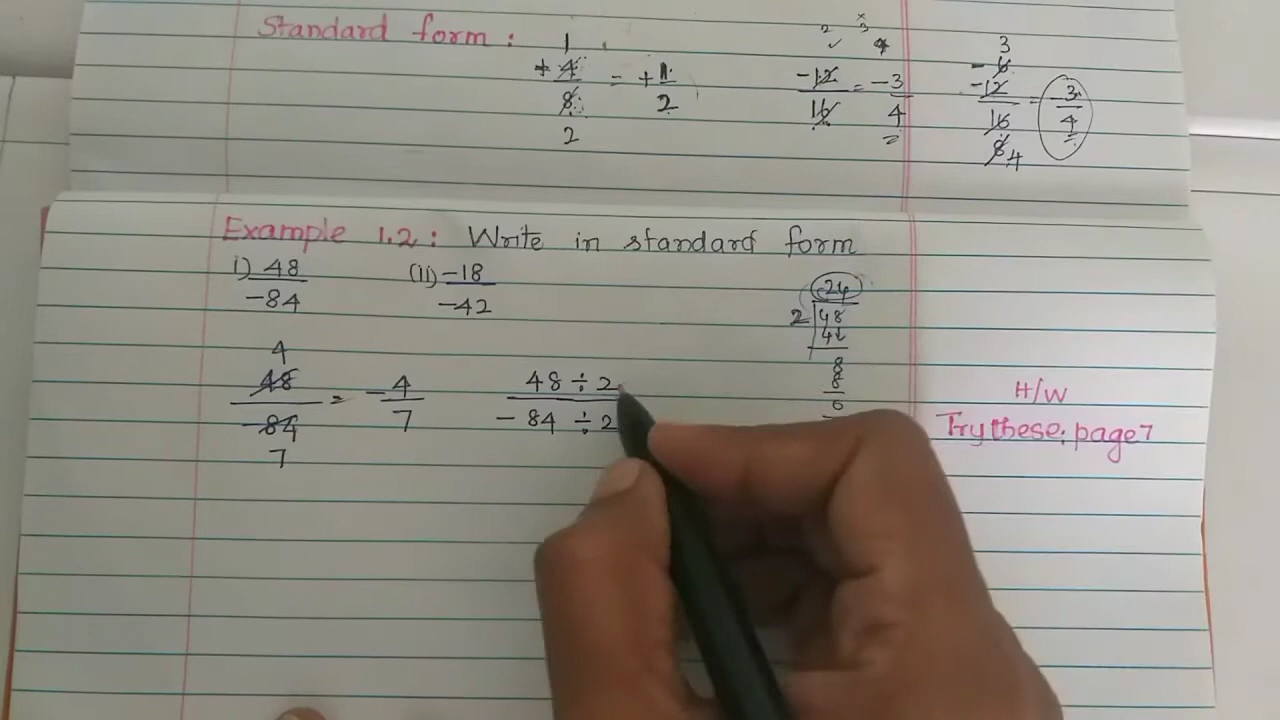 Standard form:
1
+4/8 = +1/2
2
2 3 4
-12/16 = -3/4
3
-6
-12/16 = 3/4
8 4
Example 1.2: Write in standard form
i) 48/-84 (ii) -18/-42
4
48/-84 = -4/7
7
48 ÷ 2
- 84 ÷ 2
24
2 48
4↓
8
8
0
H/W
Try these: page 7